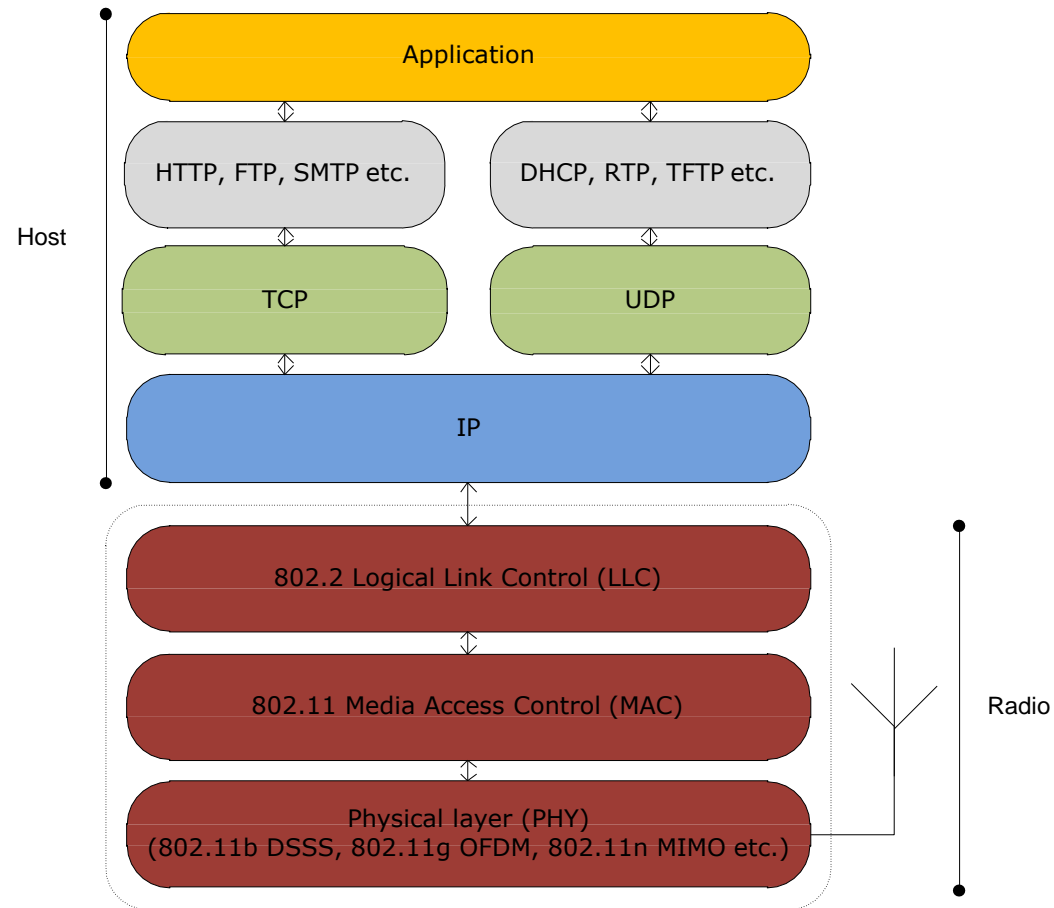 Application
HTTP, FTP, SMTP etc.
DHCP, RTP, TFTP etc.
Host
TCP
UDP
IP
802.2 Logical Link Control (LLC)
802.11 Media Access Control (MAC)
Radio
Physical layer (PHY)
(802.11b DSSS, 802.11g OFDM, 802.11n MIMO etc.)